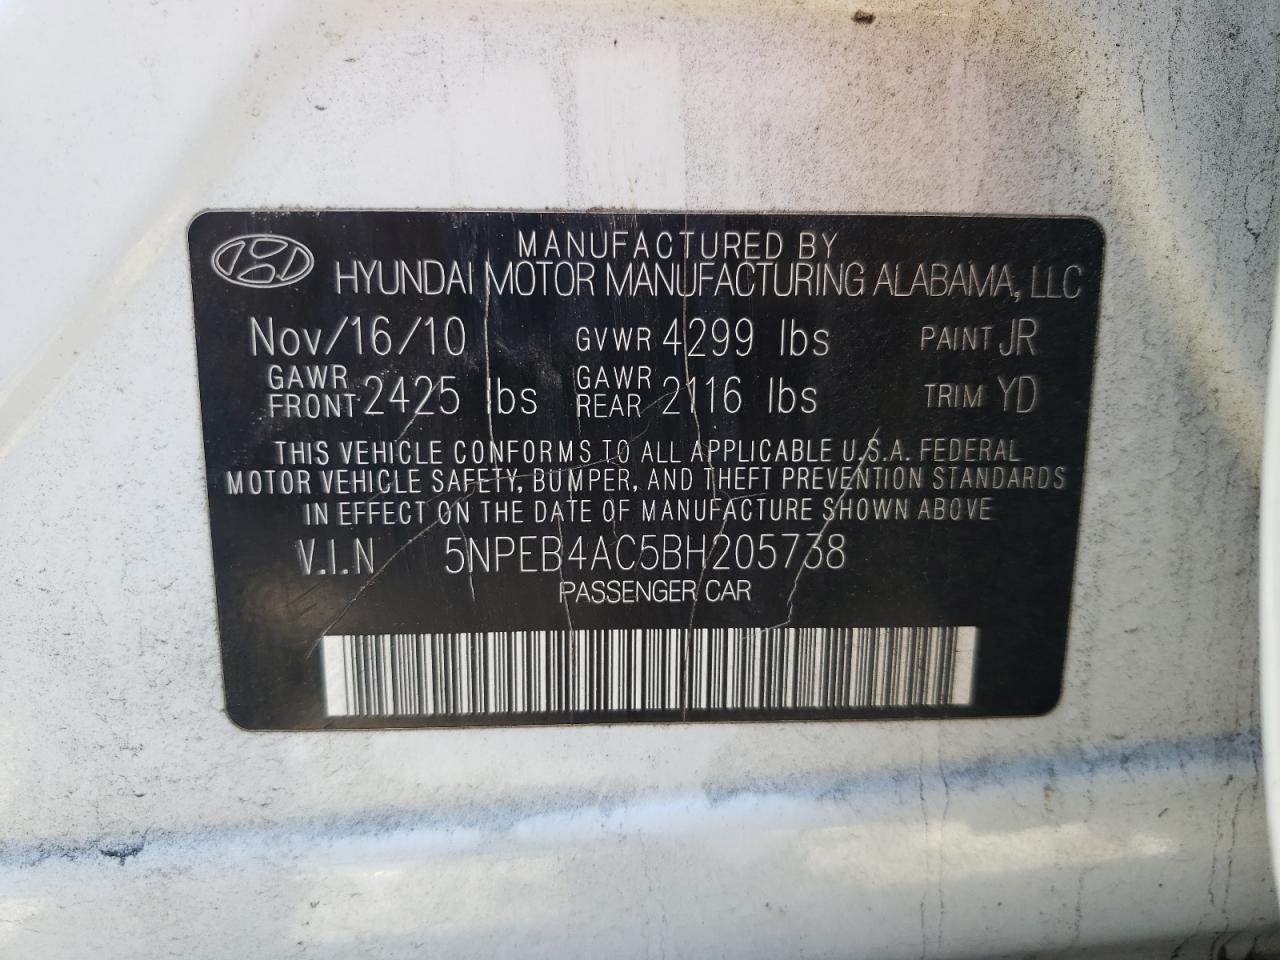 MANUFACTURED BY
HYUNDAI MOTOR MANUFACTURING ALABAMA, LLC
Nov/16/10 GVWR 4299 lbs PAINT JR
GAWR FRONT 2425 lbs GAWR REAR 2116 lbs TRIM YD
THIS VEHICLE CONFORMS TO ALL APPLICABLE U.S.A. FEDERAL
MOTOR VEHICLE SAFETY, BUMPER, AND THEFT PREVENTION STANDARDS
IN EFFECT ON THE DATE OF MANUFACTURE SHOWN ABOVE
V.I.N 5NPEB4AC5BH205738
PASSENGER CAR